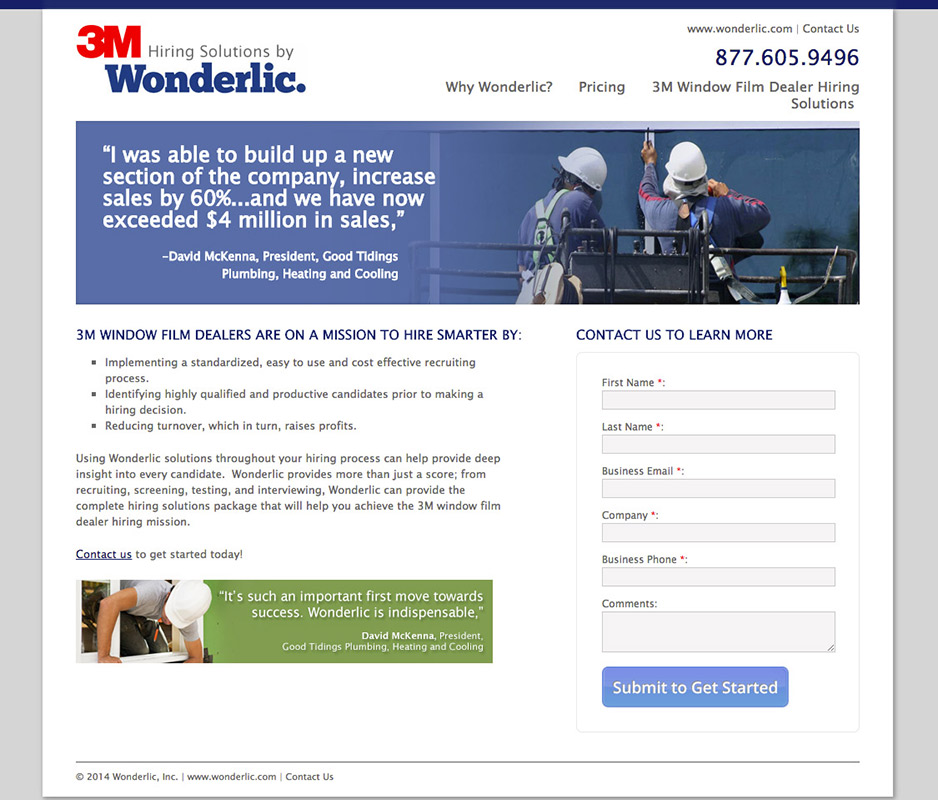 3M Hiring Solutions by
Wonderlic.
www.wonderlic.com | Contact Us
877.605.9496
Why Wonderlic?
Pricing
3M Window Film Dealer Hiring
Solutions
“I was able to build up a new
section of the company, increase
sales by 60%...and we have now
exceeded $4 million in sales,”
–David McKenna, President, Good Tidings
Plumbing, Heating and Cooling
3M WINDOW FILM DEALERS ARE ON A MISSION TO HIRE SMARTER BY:
Implementing a standardized, easy to use and cost effective recruiting
process.
Identifying highly qualified and productive candidates prior to making a
hiring decision.
Reducing turnover, which in turn, raises profits.
Using Wonderlic solutions throughout your hiring process can help provide deep
insight into every candidate.  Wonderlic provides more than just a score; from
recruiting, screening, testing, and interviewing, Wonderlic can provide the
complete hiring solutions package that will help you achieve the 3M window film
dealer hiring mission.
Contact us to get started today!
“It’s such an important first move towards
success. Wonderlic is indispensable,”
David McKenna, President,
Good Tidings Plumbing, Heating and Cooling
CONTACT US TO LEARN MORE
First Name *:
Last Name *:
Business Email *:
Company *:
Business Phone *:
Comments:
Submit to Get Started
© 2014 Wonderlic, Inc. | www.wonderlic.com | Contact Us